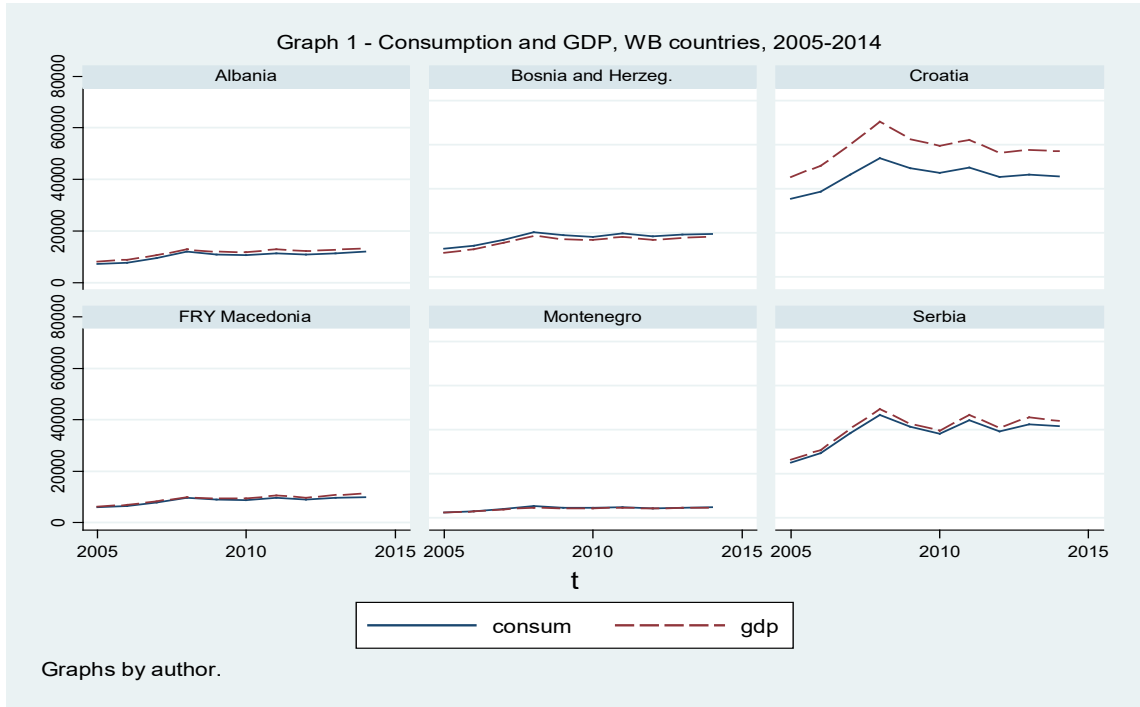 Graph 1 - Consumption and GDP, WB countries, 2005-2014
Albania
Bosnia and Herzeg.
Croatia
80000
60000
40000
20000
0
FRY Macedonia
Montenegro
Serbia
80000
60000
40000
20000
0
2005 2010 2015
2005 2010 2015
2005 2010 2015
t
consum gdp
Graphs by author.